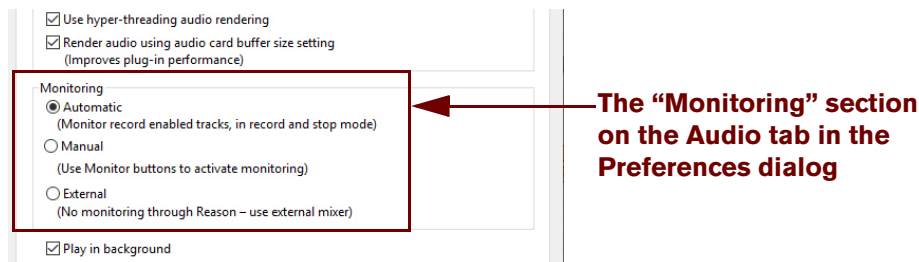 Use hyper-threading audio rendering
Render audio using audio card buffer size setting
(Improves plug-in performance)
Monitoring
Automatic
(Monitor record enabled tracks, in record and stop mode)
Manual
(Use Monitor buttons to activate monitoring)
External
(No monitoring through Reason – use external mixer)
Play in background
The “Monitoring” section
on the Audio tab in the
Preferences dialog